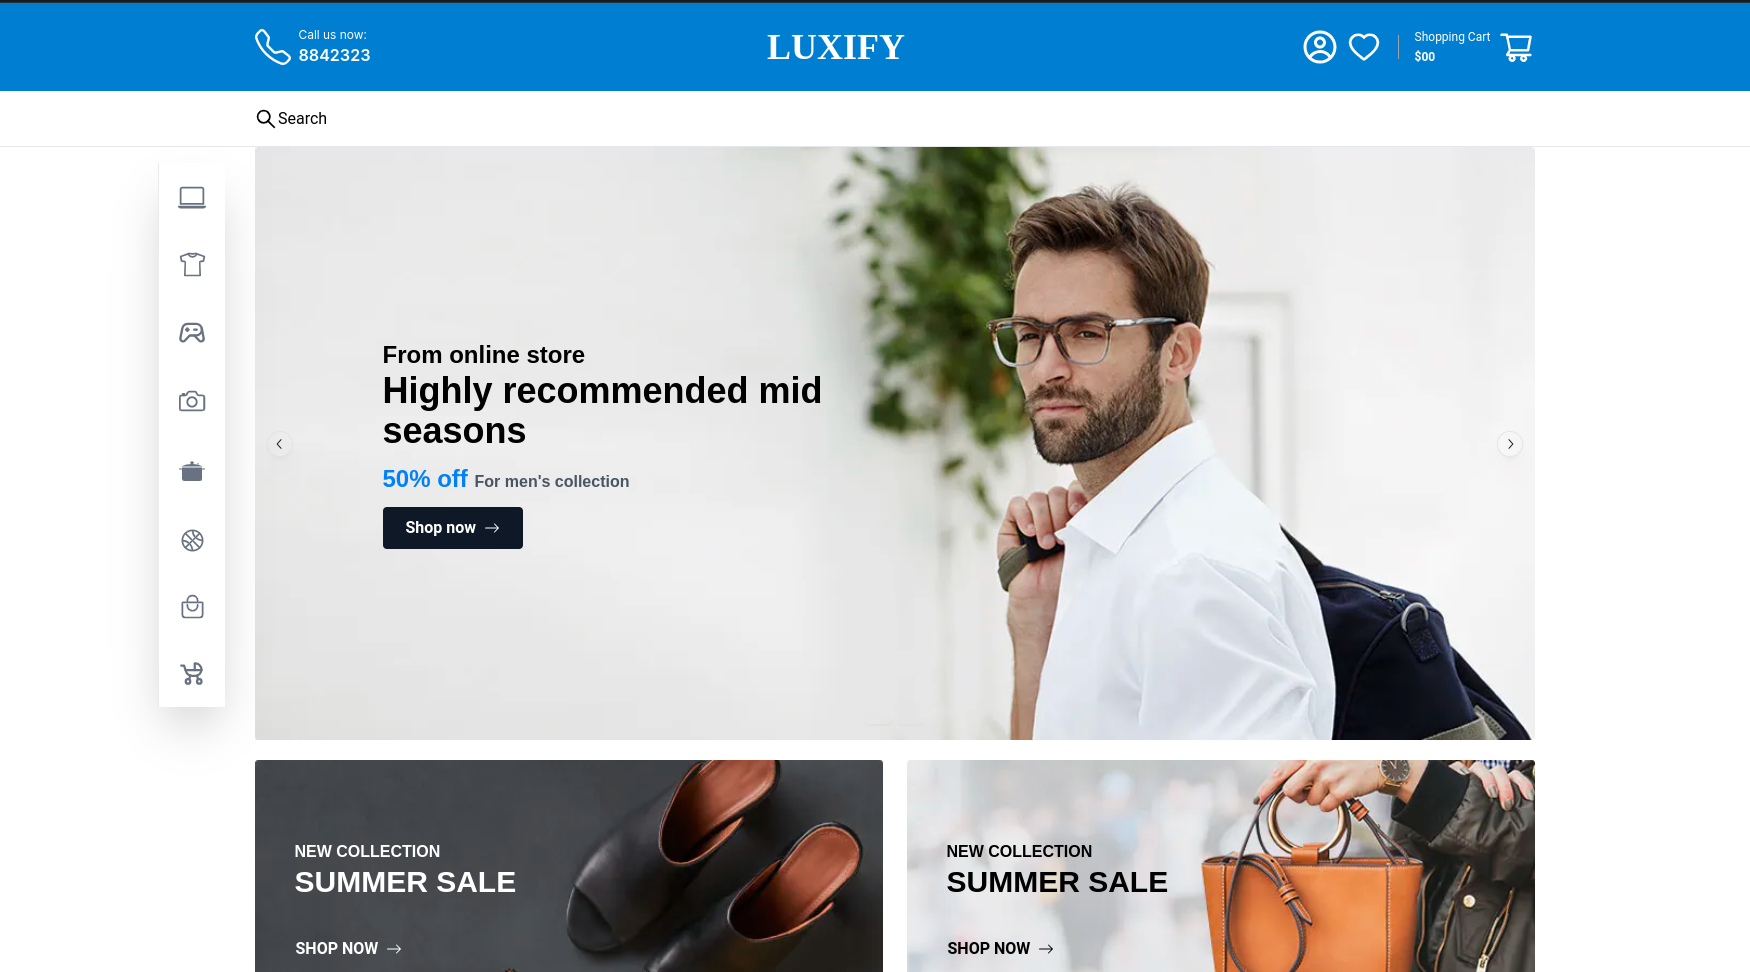 Call us now:
8842323
LUXIFY
Shopping Cart
$00
Search
From online store
Highly recommended mid
seasons
50% off For men's collection
Shop now
NEW COLLECTION
SUMMER SALE
SHOP NOW
NEW COLLECTION
SUMMER SALE
SHOP NOW